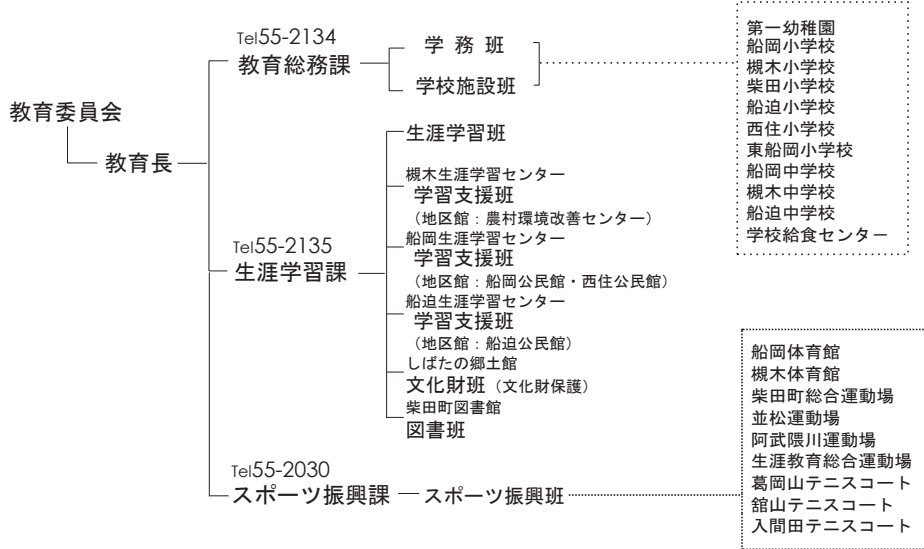 教育委員会
教育長
Tel55-2134
教育総務課
学務班
学校施設班
第一幼稚園
船岡小学校
槻木小学校
柴田小学校
船迫小学校
西住小学校
東船岡小学校
船岡中学校
槻木中学校
船迫中学校
学校給食センター
Tel55-2135
生涯学習課
生涯学習班
槻木生涯学習センター
学習支援班
（地区館：農村環境改善センター）
船岡生涯学習センター
学習支援班
（地区館：船岡公民館・西住公民館）
船迫生涯学習センター
学習支援班
（地区館：船迫公民館）
しばたの郷土館
文化財班（文化財保護）
柴田町図書館
図書班
Tel55-2030
スポーツ振興課
スポーツ振興班
船岡体育館
槻木体育館
柴田町総合運動場
並松運動場
阿武隈川運動場
生涯教育総合運動場
葛岡山テニスコート
舘山テニスコート
入間田テニスコート